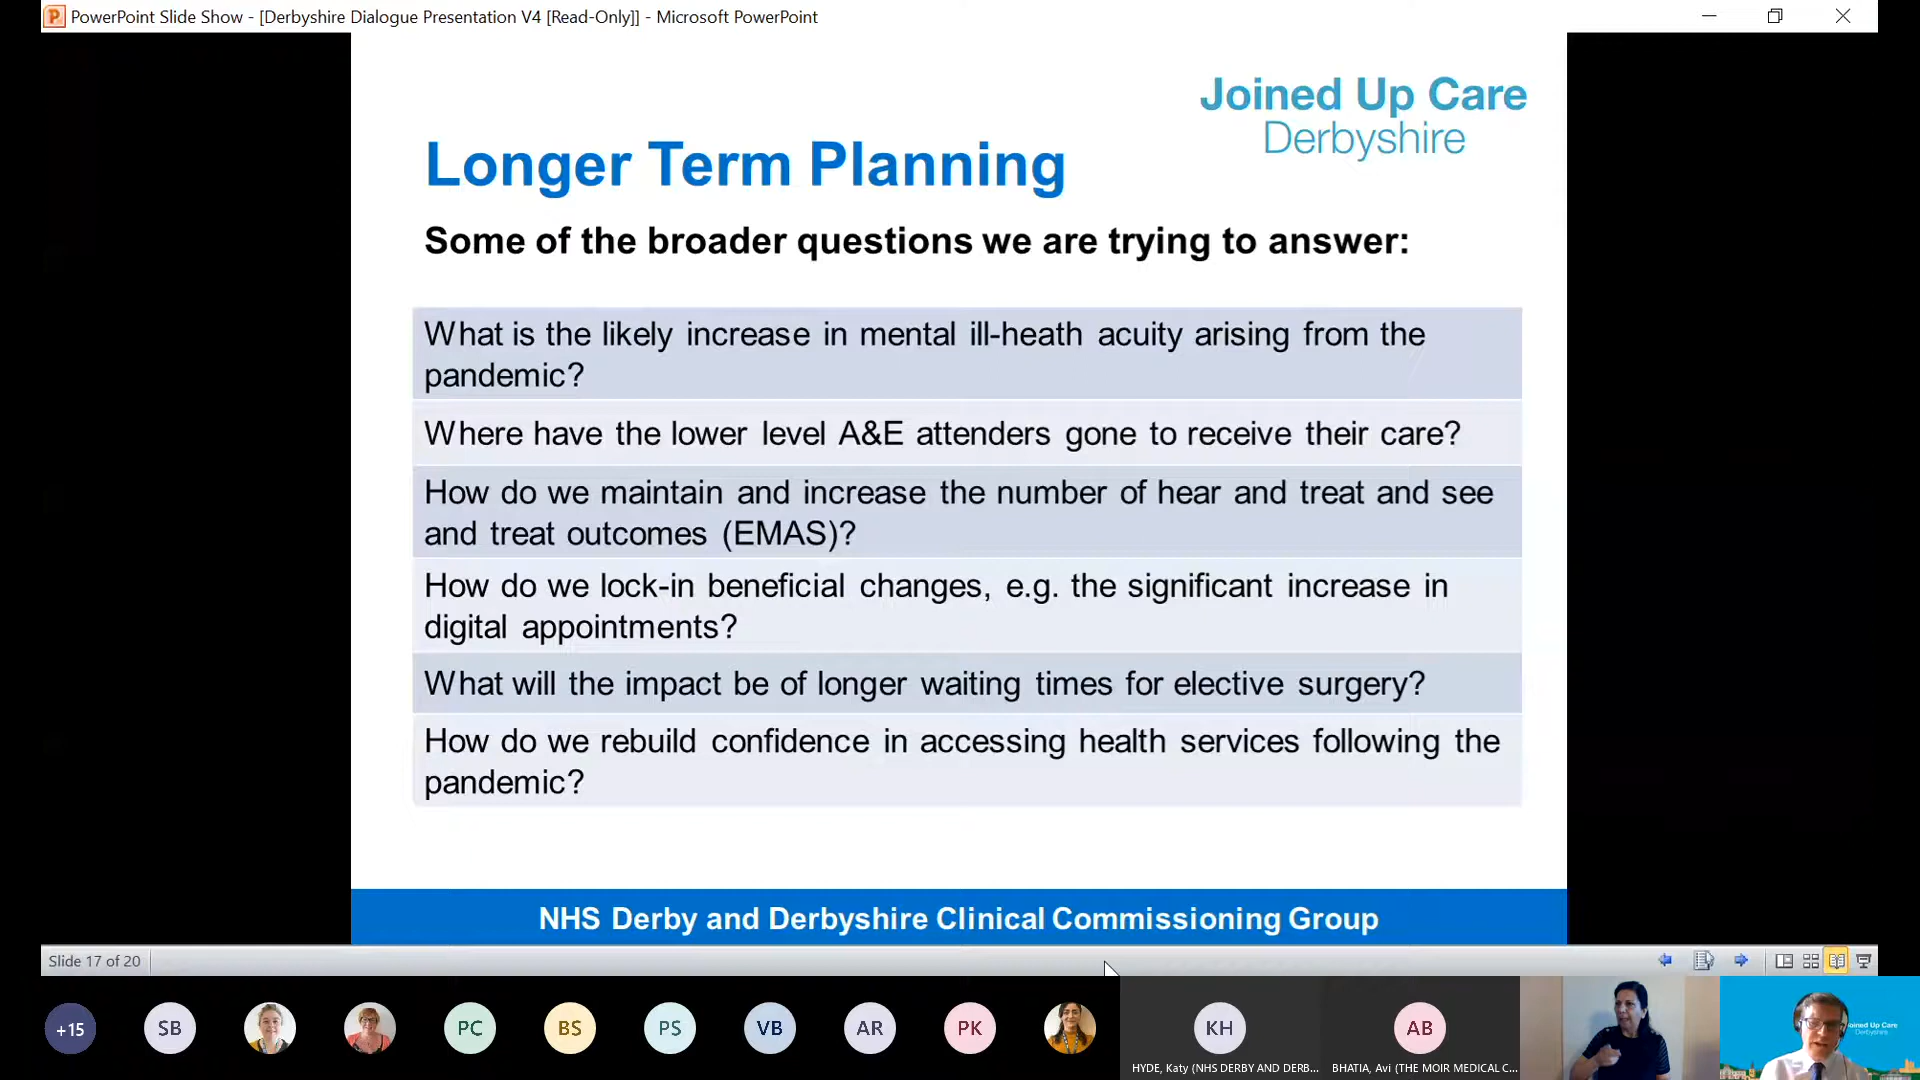 PowerPoint Slide Show - [Derbyshire Dialogue Presentation V4 [Read-Only]] - Microsoft PowerPoint
Joined Up Care
Derbyshire
Longer Term Planning
Some of the broader questions we are trying to answer:
What is the likely increase in mental ill-heath acuity arising from the
pandemic?
Where have the lower level A&E attenders gone to receive their care?
How do we maintain and increase the number of hear and treat and see
and treat outcomes (EMAS)?
How do we lock-in beneficial changes, e.g. the significant increase in
digital appointments?
What will the impact be of longer waiting times for elective surgery?
How do we rebuild confidence in accessing health services following the
pandemic?
NHS Derby and Derbyshire Clinical Commissioning Group
Slide 17 of 20
+15
SB
PC
BS
PS
VB
AR
PK
KH
AB
HYDE, Katy (NHS DERBY AND DERB...
BHATIA, Avi (THE MOIR MEDICAL C...
Joined Up Care
Derbyshire